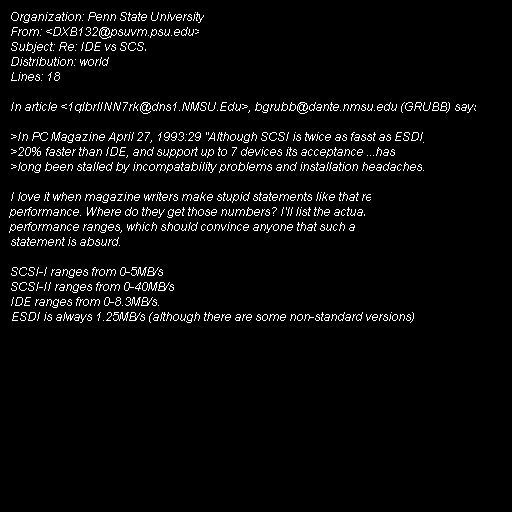 Organization: Penn State University
From: <DXB132@psuvm.psu.edu>
Subject: Re: IDE vs SCS
Distribution: world
Lines: 18
In article <1qlbrlINN7rk@dns1.NMSU.Edu>, bgrubb@dante.nmsu.edu (GRUBB) says
>In PC Magazine April 27, 1993:29 "Although SCSI is twice as fasst as ESDI,
>20% faster than IDE, and support up to 7 devices its acceptance ...has
>long been stalled by incompatability problems and installation headaches.
I love it when magazine writers make stupid statements like that re
performance. Where do they get those numbers? I'll list the actua
performance ranges, which should convince anyone that such a
statement is absurd.
SCSI-I ranges from 0-5MB/s
SCSI-II ranges from 0-40MB/s
IDE ranges from 0-8.3MB/s.
ESDI is always 1.25MB/s (although there are some non-standard versions)